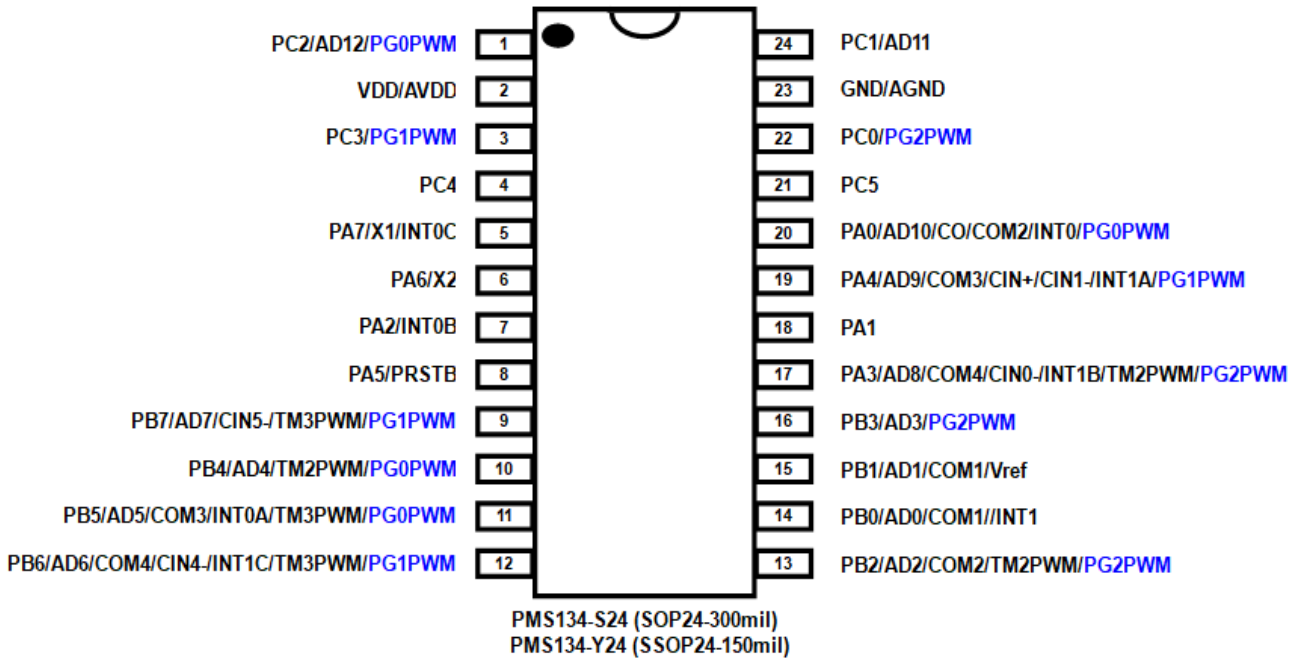 PC2/AD12/PG0PWM 1 24 PC1/AD11
VDD/AVDD 2 23 GND/AGND
PC3/PG1PWM 3 22 PC0/PG2PWM
PC4 4 21 PC5
PA7/X1/INT0C 5 20 PA0/AD10/CO/COM2/INT0/PG0PWM
PA6/X2 6 19 PA4/AD9/COM3/CIN+/CIN1-/INT1A/PG1PWM
PA2/INT0B 7 18 PA1
PA5/PRSTB 8 17 PA3/AD8/COM4/CIN0-/INT1B/TM2PWM/PG2PWM
PB7/AD7/CIN5-/TM3PWM/PG1PWM 9 16 PB3/AD3/PG2PWM
PB4/AD4/TM2PWM/PG0PWM 10 15 PB1/AD1/COM1/Vref
PB5/AD5/COM3/INT0A/TM3PWM/PG0PWM 11 14 PB0/AD0/COM1//INT1
PB6/AD6/COM4/CIN4-/INT1C/TM3PWM/PG1PWM 12 13 PB2/AD2/COM2/TM2PWM/PG2PWM
PMS134-S24 (SOP24-300mil)
PMS134-Y24 (SSOP24-150mil)